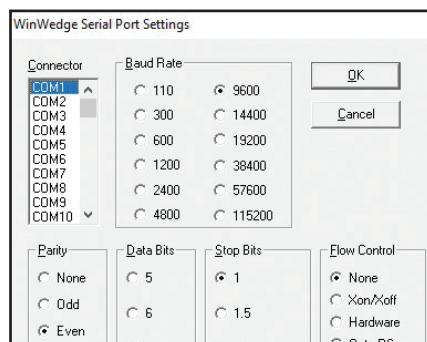 WinWedge Serial Port Settings
Connector
COM1
COM2
COM3
COM4
COM5
COM6
COM7
COM8
COM9
COM10
Baud Rate
110
300
600
1200
2400
4800
9600
14400
19200
38400
57600
115200
OK
Cancel
Parity
None
Odd
Even
Data Bits
5
6
Stop Bits
1
1.5
Flow Control
None
Xon/Xoff
Hardware